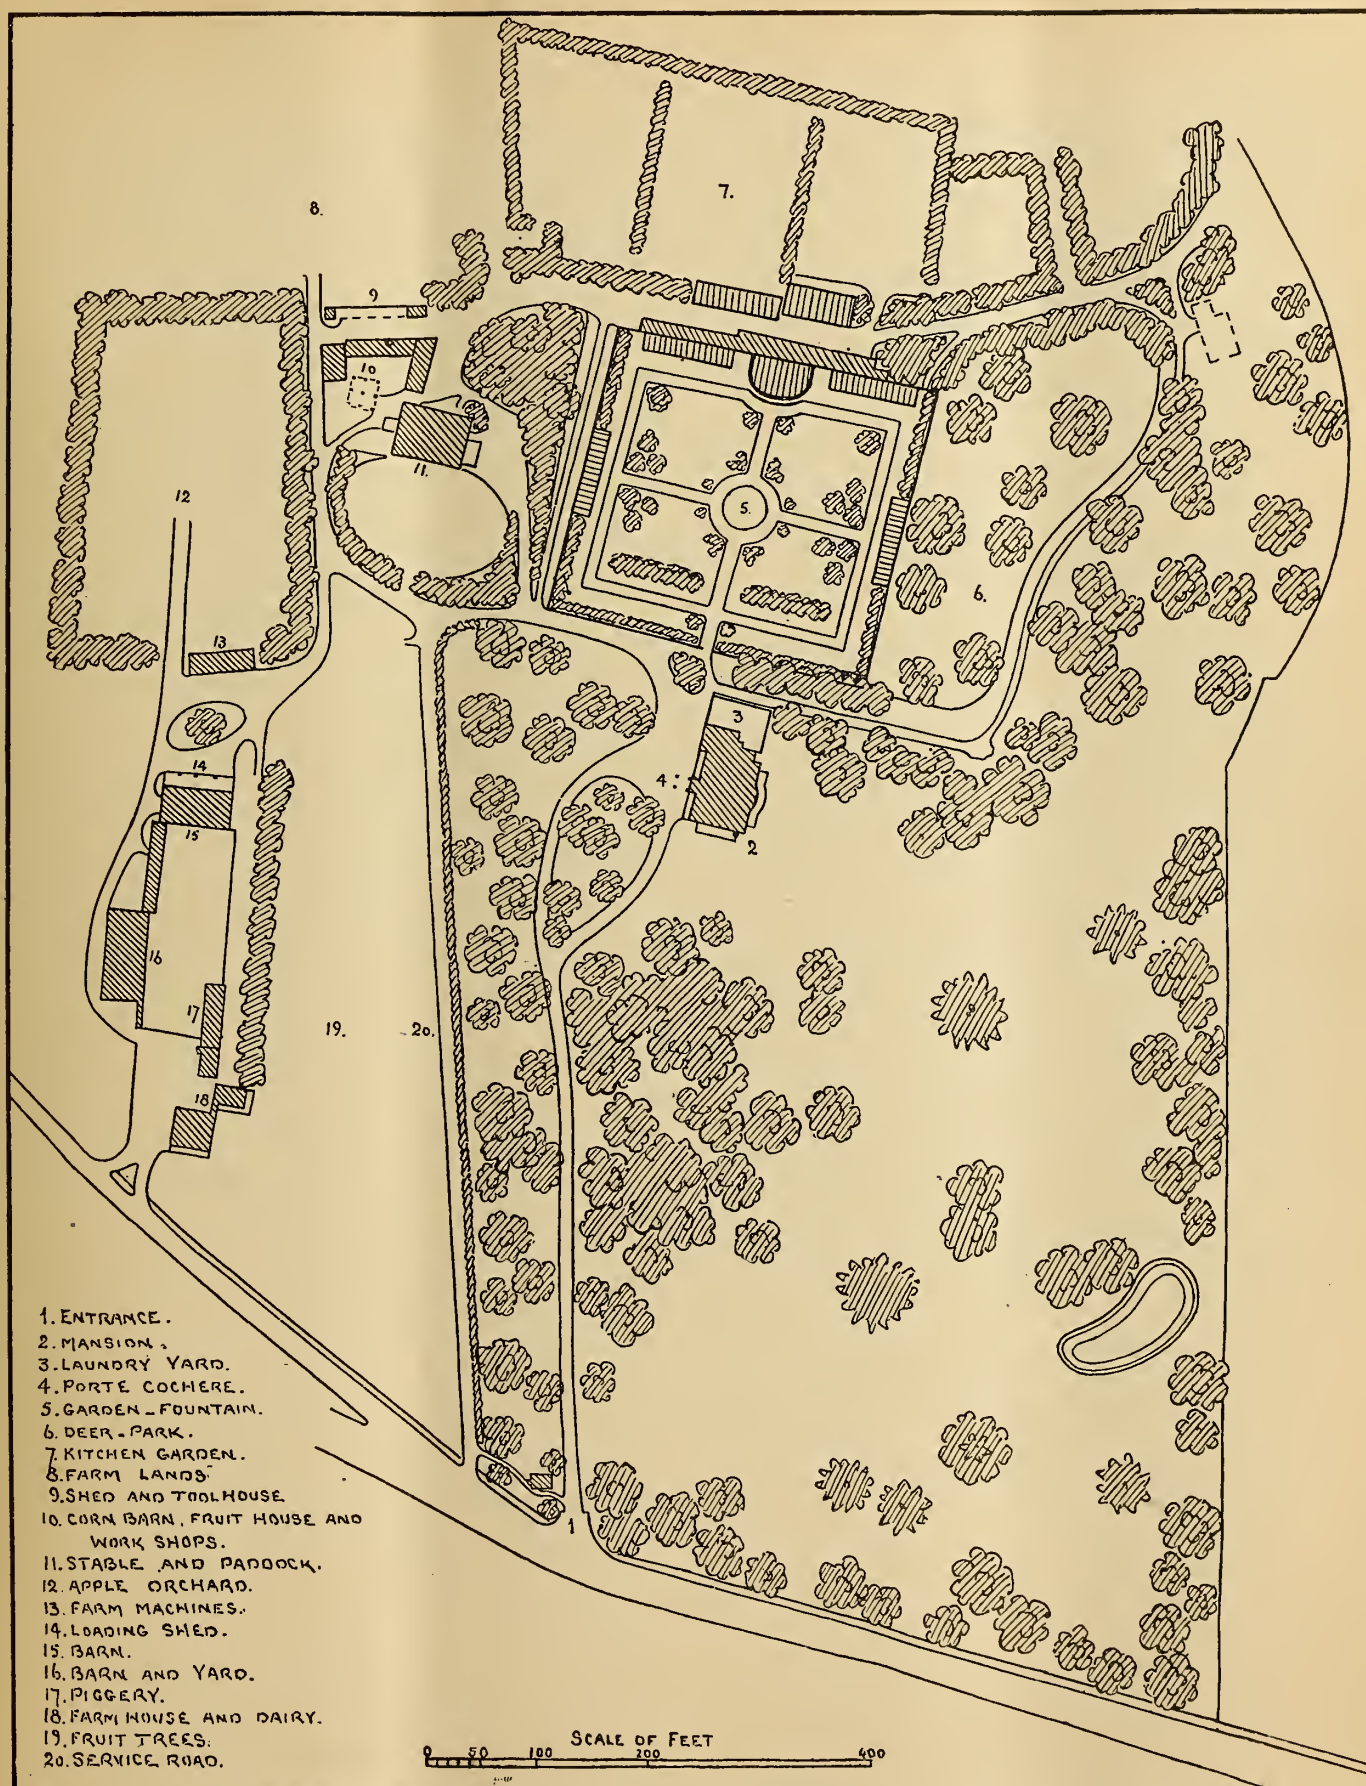 7.
8.
9
10
11.
12
5.
6.
13
3
4:
14
2
15
16
17
19.
20.
18
1. ENTRANCE.
2. MANSION.
3. LAUNDRY YARD.
4. PORTE COCHERE.
5. GARDEN-FOUNTAIN.
6. DEER-PARK.
7. KITCHEN GARDEN.
8. FARM LANDS.
9. SHED AND TOOLHOUSE
10. CORN BARN, FRUIT HOUSE AND
WORK SHOPS.
11. STABLE AND PADDOCK.
12. APPLE ORCHARD.
13. FARM MACHINES.
14. LOADING SHED.
15. BARN.
16. BARN AND YARD.
17. PIGGERY.
18. FARM HOUSE AND DAIRY.
19. FRUIT TREES.
20. SERVICE ROAD.
1
SCALE OF FEET
0 50 100 200 400